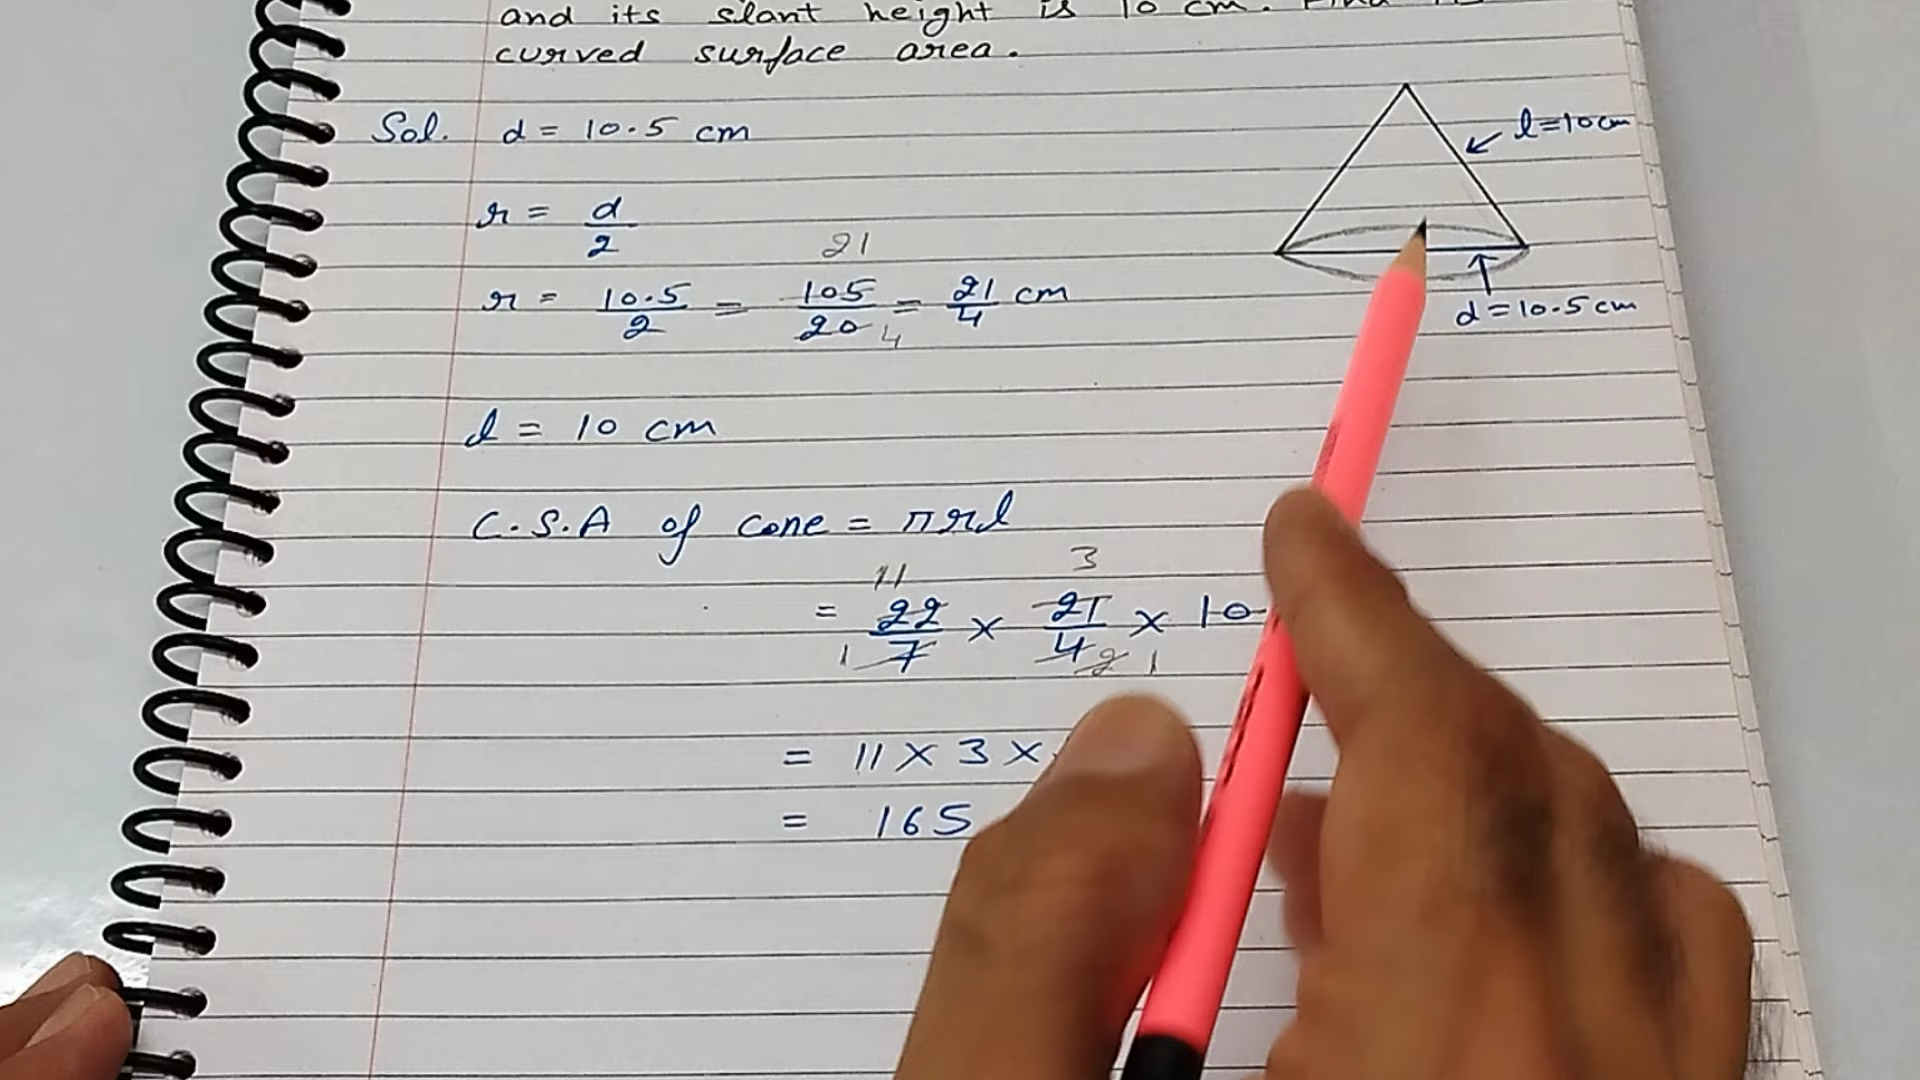 and its slant height is 10 cm. Find
curved surface area.
Sol. d = 10.5 cm
l=10cm
r = d/2
21
r = 10.5/2 = 105/20 = 21/4 cm
4
d=10.5cm
l = 10 cm
C.S.A of cone = πrl
11 3
= 22/7 × 21/4 × 10
1 2 1
= 11 × 3 ×
= 165